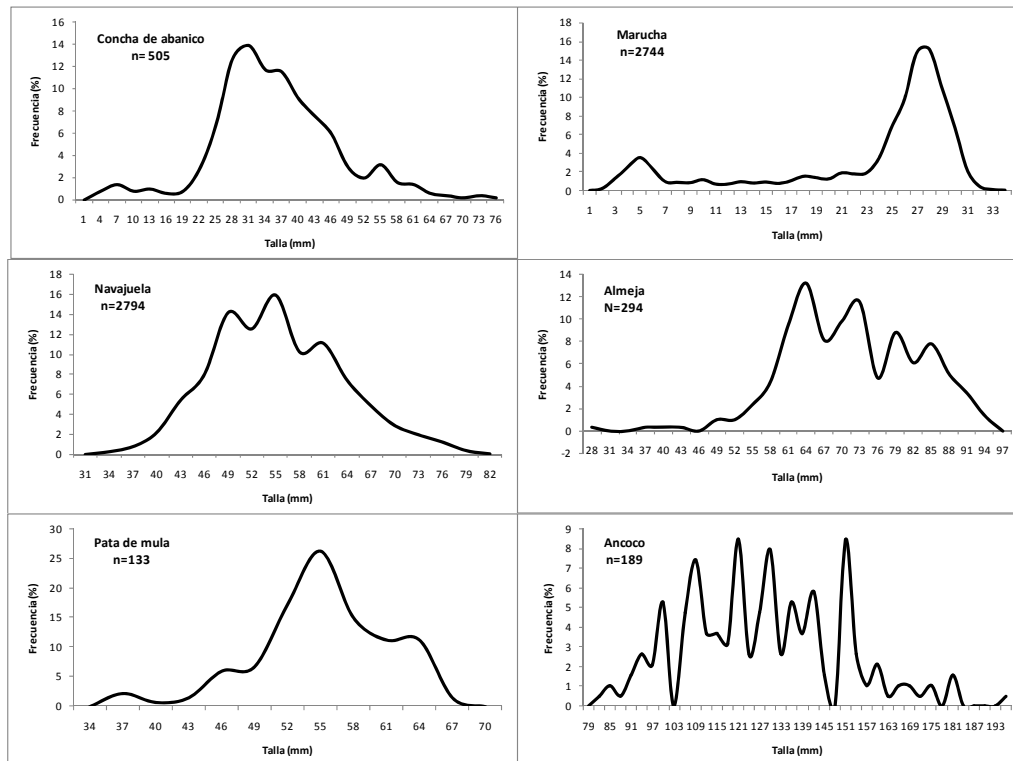 Concha de abanico
n= 505
Frecuencia (%)
16
14
12
10
8
6
4
2
0
1 4 7 10 13 16 19 22 25 28 31 34 37 40 43 46 49 52 55 58 61 64 67 70 73 76
Talla (mm)
Marucha
n=2744
Frecuencia (%)
18
16
14
12
10
8
6
4
2
0
1 3 5 7 9 11 13 15 17 19 21 23 25 27 29 31 33
Talla (mm)
Navajuela
n=2794
Frecuencia (%)
18
16
14
12
10
8
6
4
2
0
31 34 37 40 43 46 49 52 55 58 61 64 67 70 73 76 79 82
Talla (mm)
Almeja
N=294
Frecuencia (%)
14
12
10
8
6
4
2
0
-2
28 31 34 37 40 43 46 49 52 55 58 61 64 67 70 73 76 79 82 85 88 91 94 97
Talla (mm)
Pata de mula
n=133
Frecuencia (%)
30
25
20
15
10
5
0
34 37 40 43 46 49 52 55 58 61 64 67 70
Talla (mm)
Ancoco
n=189
Frecuencia (%)
9
8
7
6
5
4
3
2
1
0
79 85 91 97 103 109 115 121 127 133 139 145 151 157 163 169 175 181 187 193
Talla (mm)